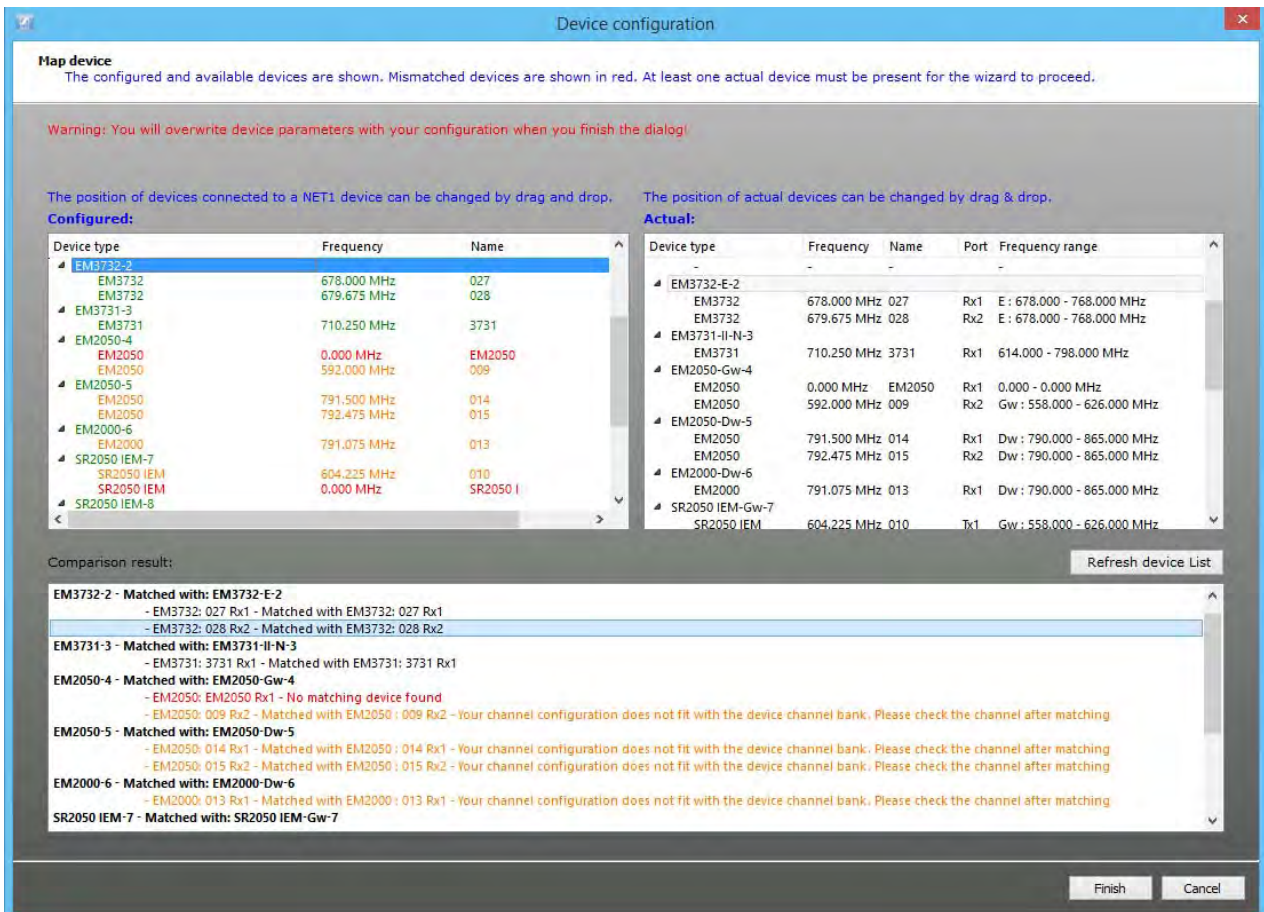 Device configuration
Map device
The configured and available devices are shown. Mismatched devices are shown in red. At least one actual device must be present for the wizard to proceed.
Warning: You will overwrite device parameters with your configuration when you finish the dialog!
The position of devices connected to a NET1 device can be changed by drag and drop.
Configured:
Device type Frequency Name
EM3732-2
EM3732 678.000 MHz 027
EM3732 679.675 MHz 028
EM3731-3
EM3731 710.250 MHz 3731
EM2050-4
EM2050 0.000 MHz EM2050
EM2050 592.000 MHz 009
EM2050-5
EM2050 791.500 MHz 014
EM2050 792.475 MHz 015
EM2000-6
EM2000 791.075 MHz 013
SR2050 IEM-7
SR2050 IEM 604.225 MHz 010
SR2050 IEM 0.000 MHz SR2050 I
SR2050 IEM-8
The position of actual devices can be changed by drag & drop.
Actual:
Device type Frequency Name Port Frequency range
- - - -
EM3732-E-2
EM3732 678.000 MHz 027 Rx1 E : 678.000 - 768.000 MHz
EM3732 679.675 MHz 028 Rx2 E : 678.000 - 768.000 MHz
EM3731-II-N-3
EM3731 710.250 MHz 3731 Rx1 614.000 - 798.000 MHz
EM2050-Gw-4
EM2050 0.000 MHz EM2050 Rx1 0.000 - 0.000 MHz
EM2050 592.000 MHz 009 Rx2 Gw : 558.000 - 626.000 MHz
EM2050-Dw-5
EM2050 791.500 MHz 014 Rx1 Dw : 790.000 - 865.000 MHz
EM2050 792.475 MHz 015 Rx2 Dw : 790.000 - 865.000 MHz
EM2000-Dw-6
EM2000 791.075 MHz 013 Rx1 Dw : 790.000 - 865.000 MHz
SR2050 IEM-Gw-7
SR2050 IEM 604.225 MHz 010 Tx1 Gw : 558.000 - 626.000 MHz
Comparison result:
Refresh device List
EM3732-2 - Matched with: EM3732-E-2
- EM3732: 027 Rx1 - Matched with EM3732: 027 Rx1
- EM3732: 028 Rx2 - Matched with EM3732: 028 Rx2
EM3731-3 - Matched with: EM3731-II-N-3
- EM3731: 3731 Rx1 - Matched with EM3731: 3731 Rx1
EM2050-4 - Matched with: EM2050-Gw-4
- EM2050: EM2050 Rx1 - No matching device found
- EM2050: 009 Rx2 - Matched with EM2050 : 009 Rx2 - Your channel configuration does not fit with the device channel bank. Please check the channel after matching
EM2050-5 - Matched with: EM2050-Dw-5
- EM2050: 014 Rx1 - Matched with EM2050 : 014 Rx1 - Your channel configuration does not fit with the device channel bank. Please check the channel after matching
- EM2050: 015 Rx2 - Matched with EM2050 : 015 Rx2 - Your channel configuration does not fit with the device channel bank. Please check the channel after matching
EM2000-6 - Matched with: EM2000-Dw-6
- EM2000: 013 Rx1 - Matched with EM2000 : 013 Rx1 - Your channel configuration does not fit with the device channel bank. Please check the channel after matching
SR2050 IEM-7 - Matched with: SR2050 IEM-Gw-7
Finish
Cancel